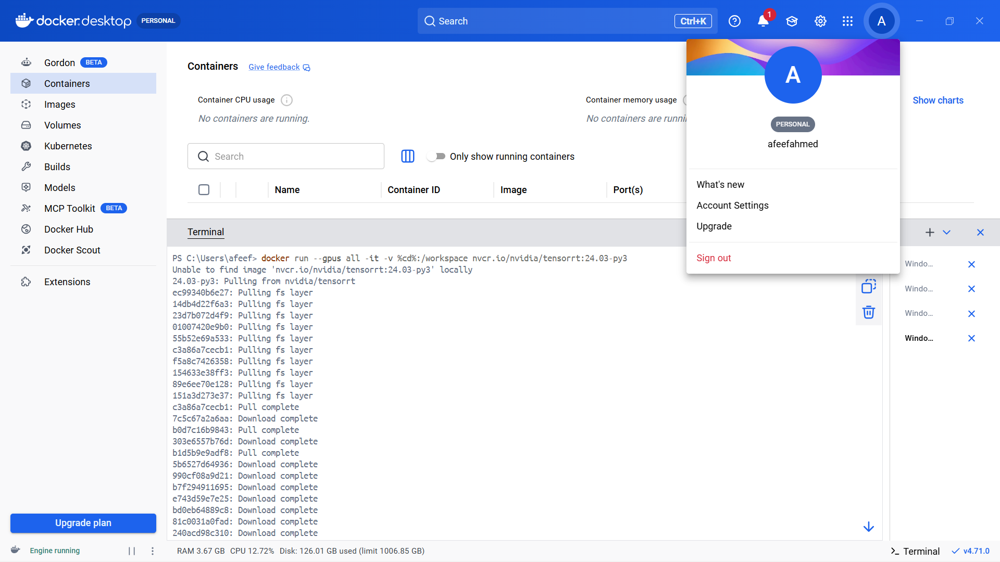 docker.desktop PERSONAL
Search Ctrl+K
1
A
Gordon BETA
Containers
Images
Volumes
Kubernetes
Builds
Models
MCP Toolkit BETA
Docker Hub
Docker Scout
Extensions
Upgrade plan
Engine running
Containers Give feedback
Container CPU usage
No containers are running.
Container memory usage
No containers are runni
Show charts
Search
Only show running containers
Name Container ID Image Port(s)
A
PERSONAL
afeefahmed
What's new
Account Settings
Upgrade
Sign out
Terminal
PS C:\Users\afeef> docker run --gpus all -it -v %cd%:/workspace nvcr.io/nvidia/tensorrt:24.03-py3
Unable to find image 'nvcr.io/nvidia/tensorrt:24.03-py3' locally
24.03-py3: Pulling from nvidia/tensorrt
ec99340b6e27: Pulling fs layer
14db4d22f6a3: Pulling fs layer
23d7b072d4f9: Pulling fs layer
01007420e9b0: Pulling fs layer
55b52e69a533: Pulling fs layer
c3a86a7cecb1: Pulling fs layer
f5a8c7426358: Pulling fs layer
154633e38ff3: Pulling fs layer
89e6ee70e128: Pulling fs layer
151a3d273e37: Pulling fs layer
c3a86a7cecb1: Pull complete
7c5c67a2a6aa: Download complete
b0d7c16b9843: Pull complete
303e6557b76d: Download complete
b1d5b9e9adf8: Pull complete
5b6527d64936: Download complete
990cf08a9d21: Download complete
b7f294911695: Download complete
e743d59e7e25: Download complete
bd0eb64889c8: Download complete
81c0031a0fad: Download complete
240acd98c310: Download complete
Windo...
Windo...
Windo...
Windo...
RAM 3.67 GB CPU 12.72% Disk: 126.01 GB used (limit 1006.85 GB)
Terminal
v4.71.0